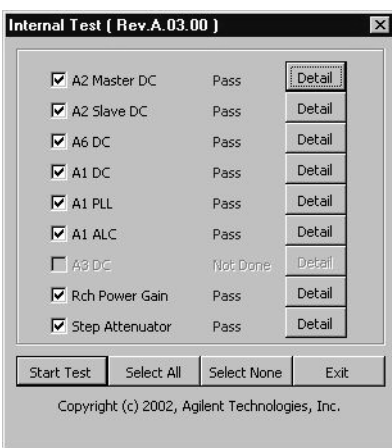 Internal Test ( Rev.A.03.00 )
A2 Master DC Pass Detail
A2 Slave DC Pass Detail
A6 DC Pass Detail
A1 DC Pass Detail
A1 PLL Pass Detail
A1 ALC Pass Detail
A3 DC Not Done Detail
Rch Power Gain Pass Detail
Step Attenuator Pass Detail
Start Test Select All Select None Exit
Copyright (c) 2002, Agilent Technologies, Inc.